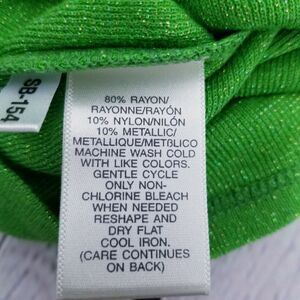 SB-154
80% RAYON/
RAYONNE/RAYÓN
10% NYLON/NILÓN
10% METALLIC/
METALLIQUE/METßLICO
MACHINE WASH COLD
WITH LIKE COLORS.
GENTLE CYCLE
ONLY NON-
CHLORINE BLEACH
WHEN NEEDED
RESHAPE AND
DRY FLAT
COOL IRON.
(CARE CONTINUES
ON BACK)